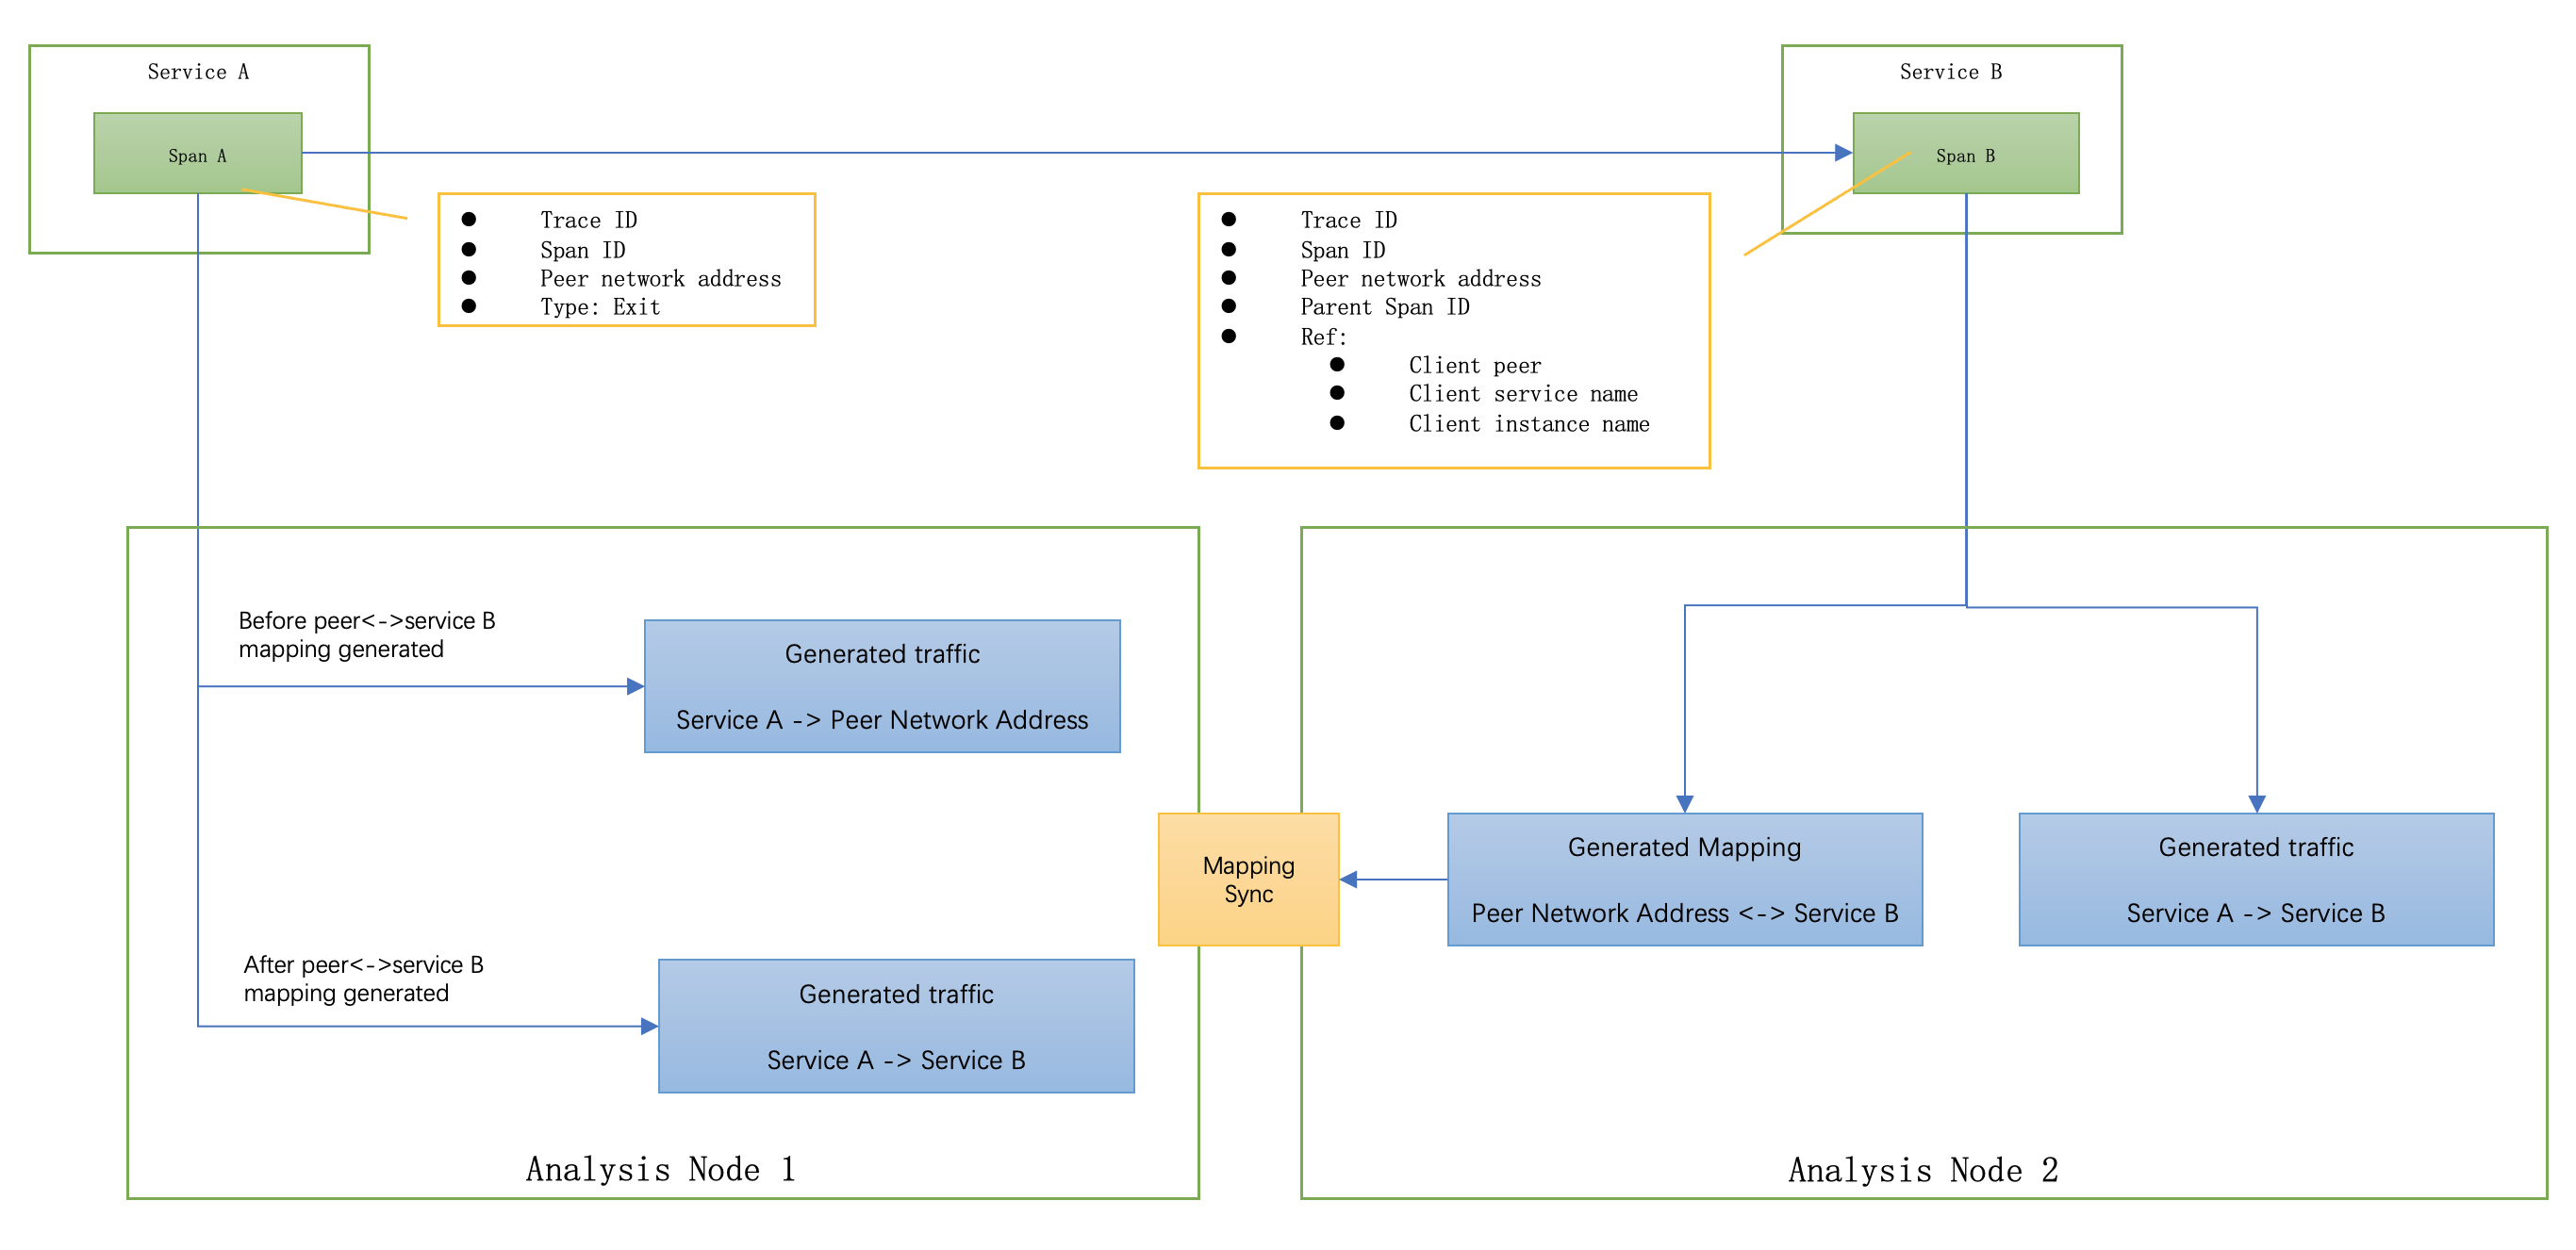 Service A
Span A
Service B
Span B
● Trace ID
● Span ID
● Peer network address
● Type: Exit
● Trace ID
● Span ID
● Peer network address
● Parent Span ID
● Ref:
● Client peer
● Client service name
● Client instance name
Before peer<->service B
mapping generated
Generated traffic
Service A -> Peer Network Address
After peer<->service B
mapping generated
Generated traffic
Service A -> Service B
Analysis Node 1
Mapping
Sync
Generated Mapping
Peer Network Address <-> Service B
Generated traffic
Service A -> Service B
Analysis Node 2